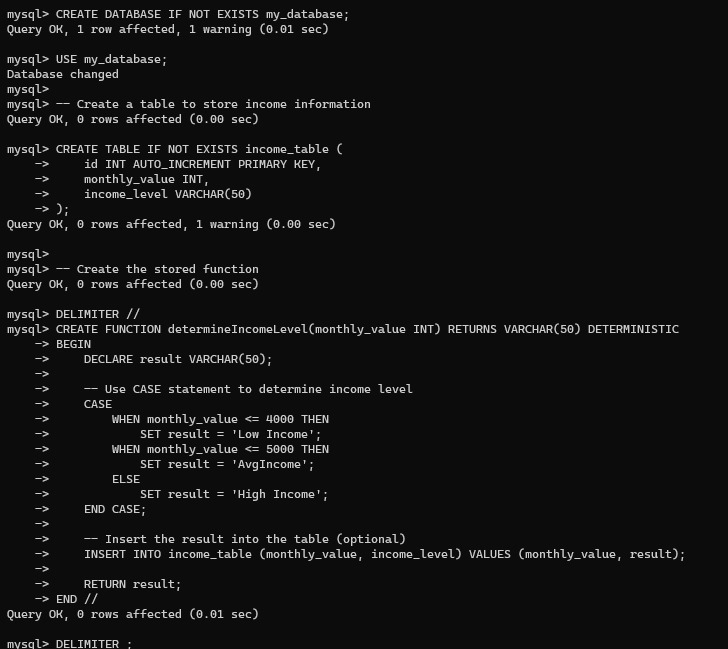 mysql> CREATE DATABASE IF NOT EXISTS my_database;
Query OK, 1 row affected, 1 warning (0.01 sec)
mysql> USE my_database;
Database changed
mysql>
mysql> -- Create a table to store income information
Query OK, 0 rows affected (0.00 sec)
mysql> CREATE TABLE IF NOT EXISTS income_table (
    ->     id INT AUTO_INCREMENT PRIMARY KEY,
    ->     monthly_value INT,
    ->     income_level VARCHAR(50)
    -> );
Query OK, 0 rows affected, 1 warning (0.00 sec)
mysql>
mysql> -- Create the stored function
Query OK, 0 rows affected (0.00 sec)
mysql> DELIMITER //
mysql> CREATE FUNCTION determineIncomeLevel(monthly_value INT) RETURNS VARCHAR(50) DETERMINISTIC
    -> BEGIN
    ->     DECLARE result VARCHAR(50);
    ->
    ->     -- Use CASE statement to determine income level
    ->     CASE
    ->         WHEN monthly_value <= 4000 THEN
    ->             SET result = 'Low Income';
    ->         WHEN monthly_value <= 5000 THEN
    ->             SET result = 'AvgIncome';
    ->         ELSE
    ->             SET result = 'High Income';
    ->     END CASE;
    ->
    ->     -- Insert the result into the table (optional)
    ->     INSERT INTO income_table (monthly_value, income_level) VALUES (monthly_value, result);
    ->
    ->     RETURN result;
    -> END //
Query OK, 0 rows affected (0.01 sec)
mysql> DELIMITER ;